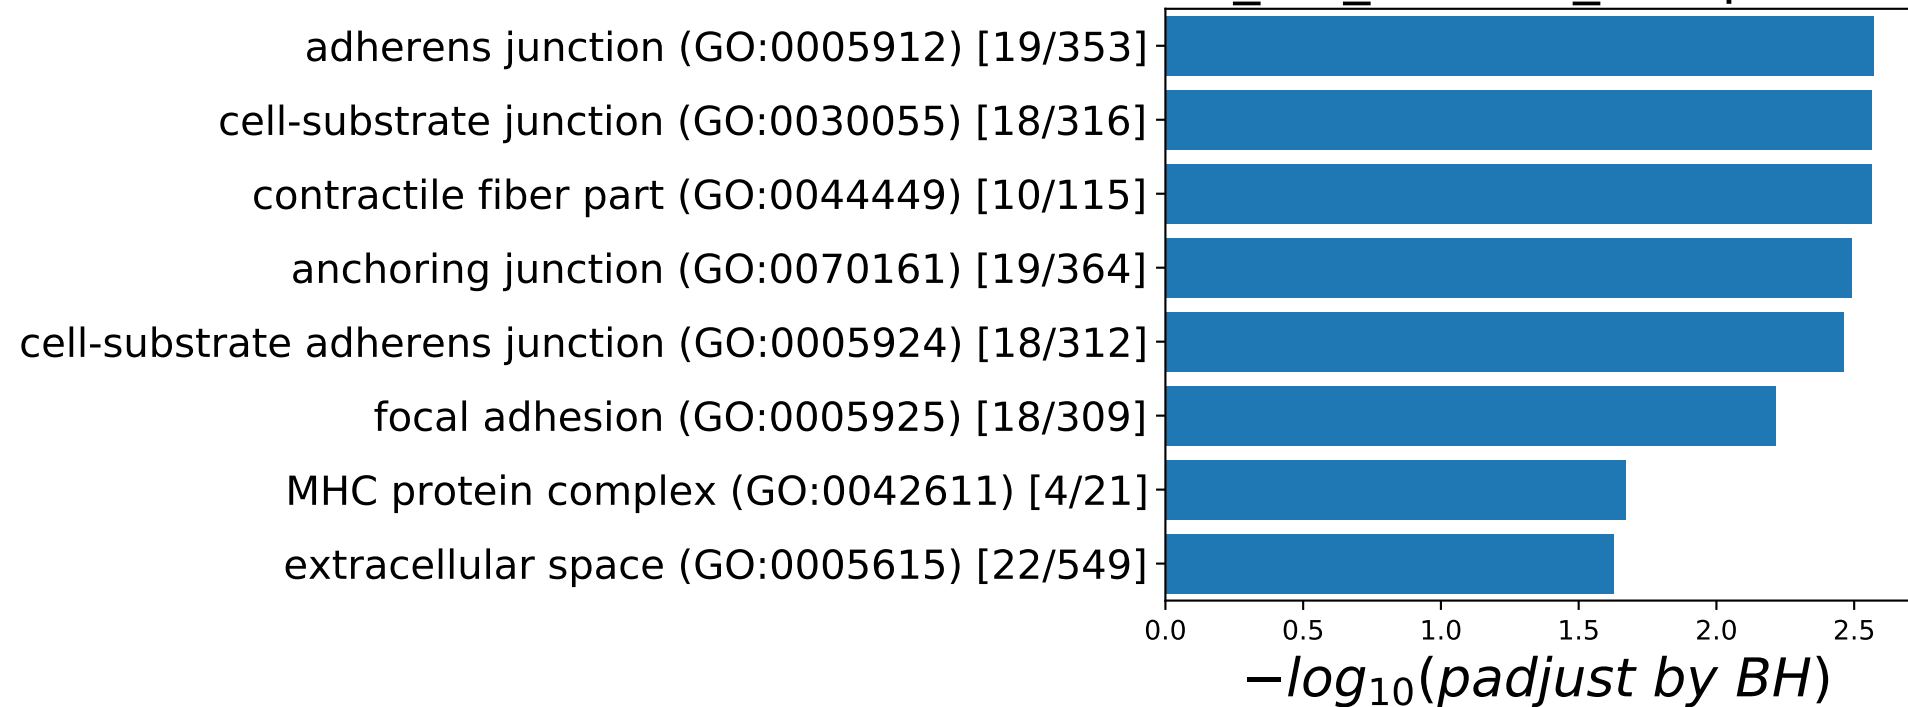 adherens junction (GO:0005912) [19/353]
cell-substrate junction (GO:0030055) [18/316]
contractile fiber part (GO:0044449) [10/115]
anchoring junction (GO:0070161) [19/364]
cell-substrate adherens junction (GO:0005924) [18/312]
focal adhesion (GO:0005925) [18/309]
MHC protein complex (GO:0042611) [4/21]
extracellular space (GO:0005615) [22/549]
0.0 0.5 1.0 1.5 2.0 2.5
−log₁₀(padjust by BH)